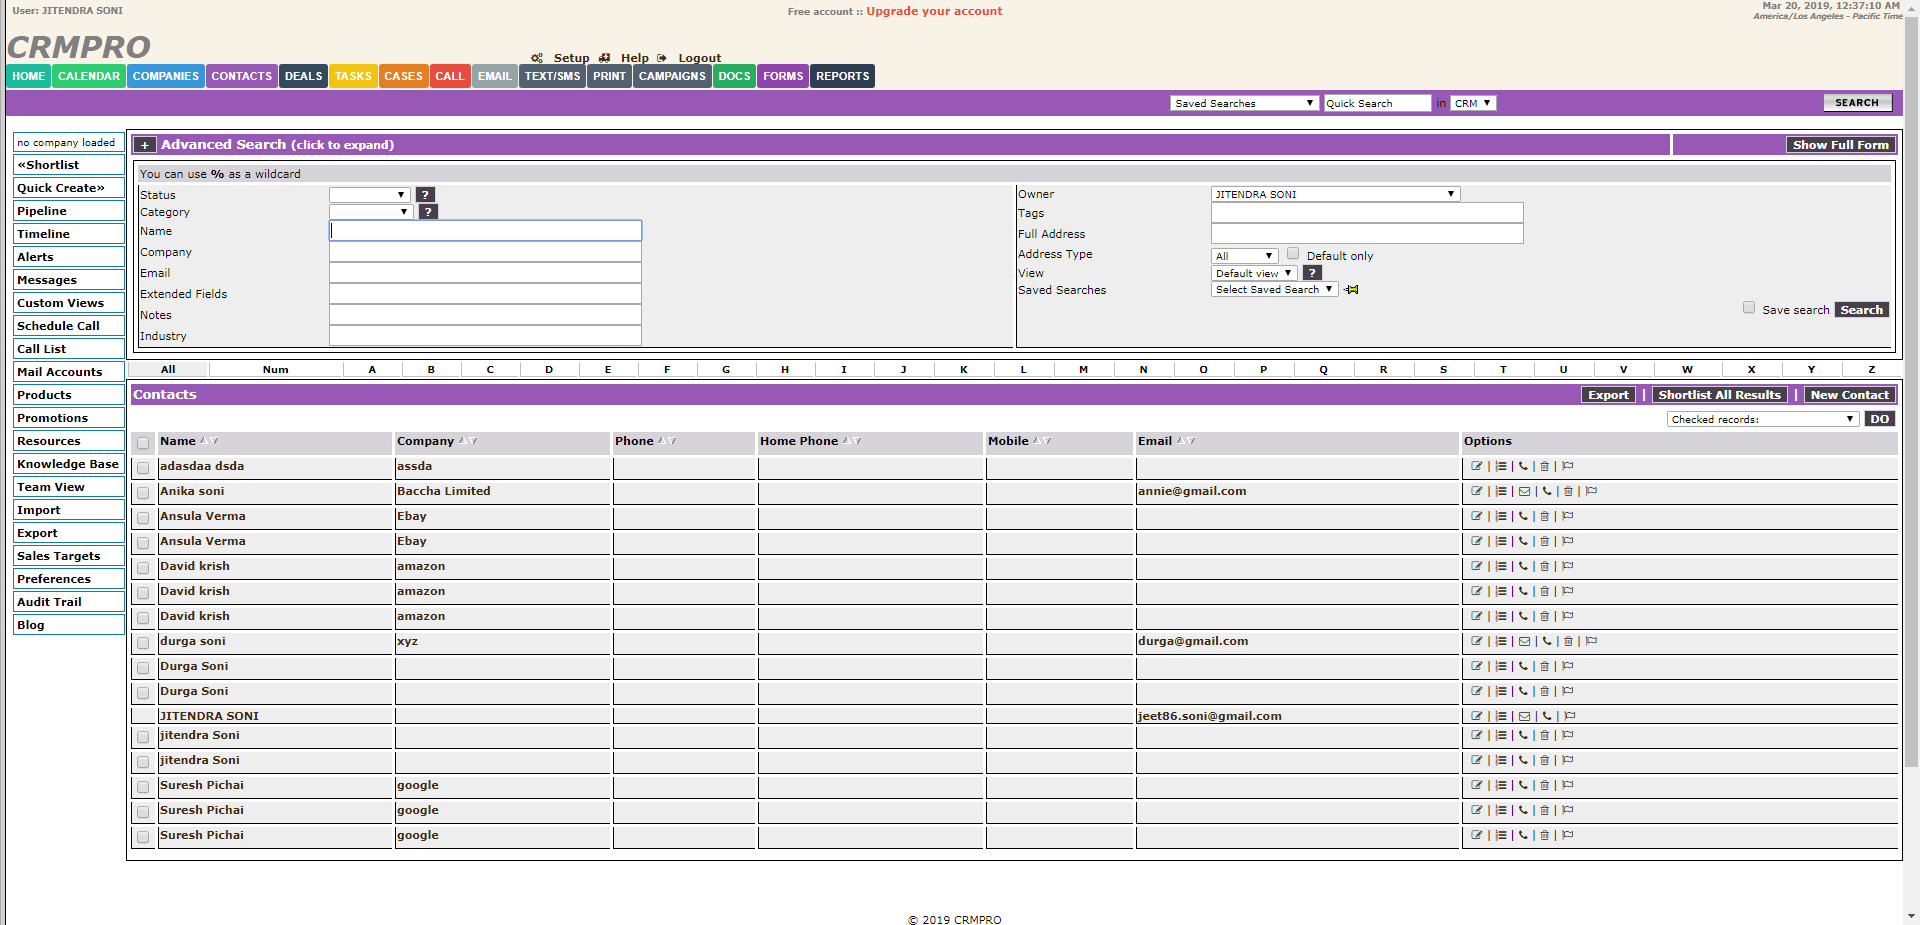 User: JITENDRA SONI
Free account :: Upgrade your account
Mar 20, 2019, 12:37:10 AM
America/Los Angeles - Pacific Time
CRMPRO
Setup Help Logout
HOME CALENDAR COMPANIES CONTACTS DEALS TASKS CASES CALL EMAIL TEXT/SMS PRINT CAMPAIGNS DOCS FORMS REPORTS
Saved Searches Quick Search in CRM SEARCH
no company loaded
«Shortlist
Quick Create»
Pipeline
Timeline
Alerts
Messages
Custom Views
Schedule Call
Call List
Mail Accounts
Products
Promotions
Resources
Knowledge Base
Team View
Import
Export
Sales Targets
Preferences
Audit Trail
Blog
+ Advanced Search (click to expand) Show Full Form
You can use % as a wildcard
Status ?
Category ?
Name
Company
Email
Extended Fields
Notes
Industry
Owner JITENDRA SONI
Tags
Full Address
Address Type All Default only
View Default view ?
Saved Searches Select Saved Search
Save search Search
All Num A B C D E F G H I J K L M N O P Q R S T U V W X Y Z
Contacts Export | Shortlist All Results | New Contact
Checked records: DO
Name Company Phone Home Phone Mobile Email Options
adasdaa dsda assda
Anika soni Baccha Limited annie@gmail.com
Ansula Verma Ebay
Ansula Verma Ebay
David krish amazon
David krish amazon
David krish amazon
durga soni xyz durga@gmail.com
Durga Soni
Durga Soni
JITENDRA SONI jeet86.soni@gmail.com
jitendra Soni
jitendra Soni
Suresh Pichai google
Suresh Pichai google
Suresh Pichai google
© 2019 CRMPRO